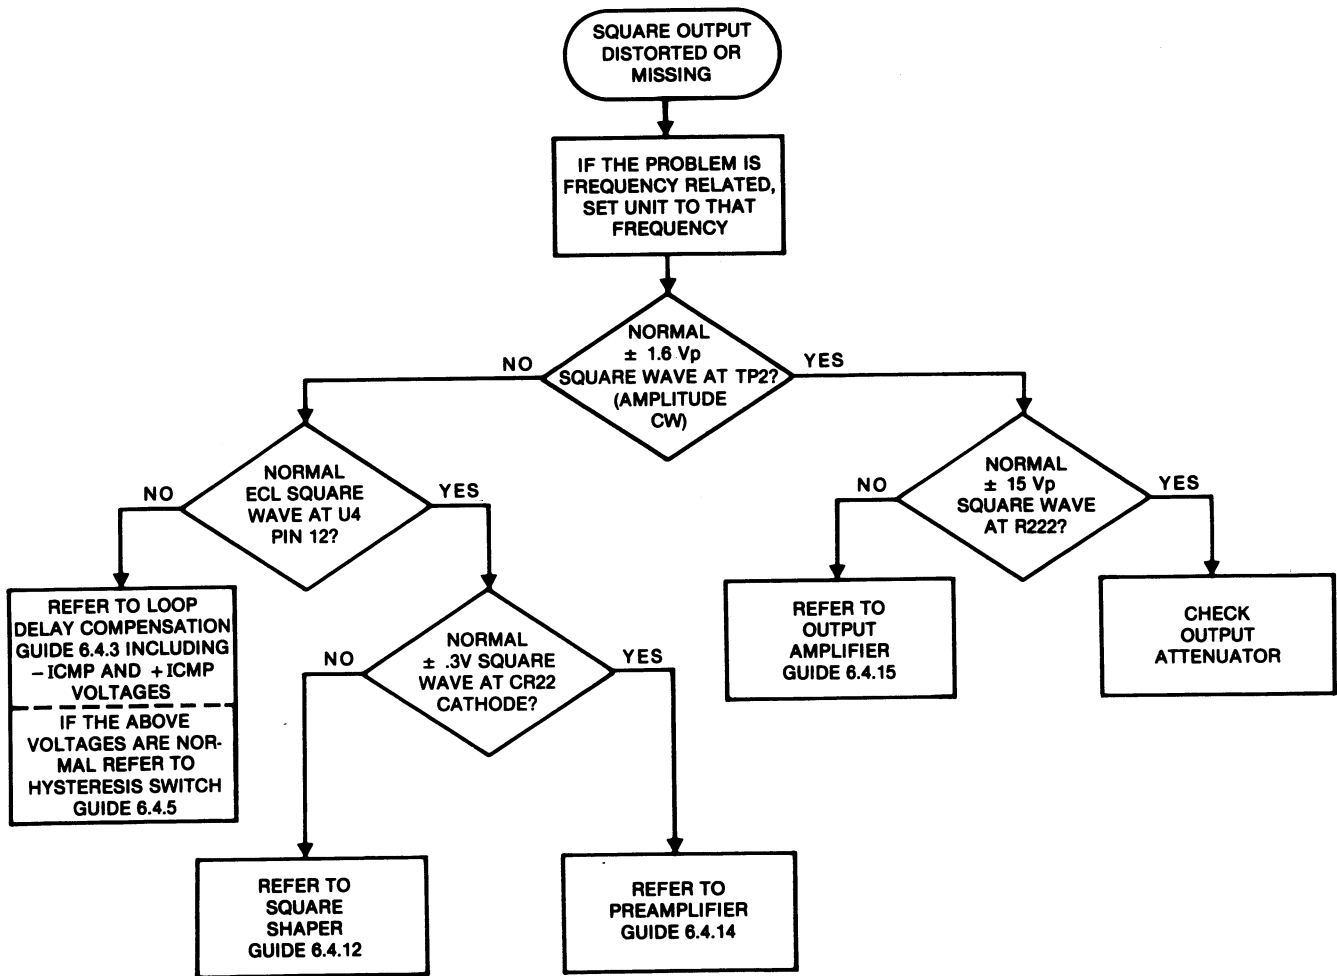 SQUARE OUTPUT
DISTORTED OR
MISSING
IF THE PROBLEM IS
FREQUENCY RELATED,
SET UNIT TO THAT
FREQUENCY
NORMAL
± 1.6 Vp
SQUARE WAVE AT TP2?
(AMPLITUDE
CW)
NO
YES
NORMAL
ECL SQUARE
WAVE AT U4
PIN 12?
NO
YES
NORMAL
± 15 Vp
SQUARE WAVE
AT R222?
NO
YES
REFER TO LOOP
DELAY COMPENSATION
GUIDE 6.4.3 INCLUDING
–ICMP AND +ICMP
VOLTAGES
IF THE ABOVE
VOLTAGES ARE NOR-
MAL REFER TO
HYSTERESIS SWITCH
GUIDE 6.4.5
NORMAL
± .3V SQUARE
WAVE AT CR22
CATHODE?
NO
YES
REFER TO
OUTPUT
AMPLIFIER
GUIDE 6.4.15
CHECK
OUTPUT
ATTENUATOR
REFER TO
SQUARE
SHAPER
GUIDE 6.4.12
REFER TO
PREAMPLIFIER
GUIDE 6.4.14